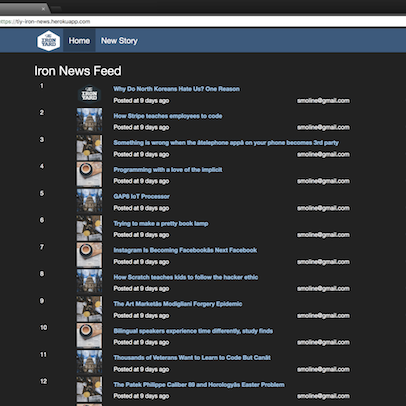 https://tiy-iron-news.herokuapp.com
THE IRON YARD
Home
New Story
Iron News Feed
1
Why Do North Koreans Hate Us? One Reason
Posted at 9 days ago
smoline@gmail.com
2
How Stripe teaches employees to code
Posted at 9 days ago
smoline@gmail.com
3
Something is wrong when the âtelephone appâ on your phone becomes 3rd party
Posted at 9 days ago
smoline@gmail.com
4
Programming with a love of the implicit
Posted at 9 days ago
smoline@gmail.com
5
GAP8 IoT Processor
Posted at 9 days ago
smoline@gmail.com
6
Trying to make a pretty book lamp
Posted at 9 days ago
smoline@gmail.com
7
Instagram Is Becoming Facebookâs Next Facebook
Posted at 9 days ago
smoline@gmail.com
8
How Scratch teaches kids to follow the hacker ethic
Posted at 9 days ago
smoline@gmail.com
9
The Art Marketâs Modigliani Forgery Epidemic
Posted at 9 days ago
smoline@gmail.com
10
Bilingual speakers experience time differently, study finds
Posted at 9 days ago
smoline@gmail.com
11
Thousands of Veterans Want to Learn to Code But Canât
Posted at 9 days ago
smoline@gmail.com
12
The Patek Philippe Caliber 89 and Horologyâs Easter Problem
Posted at 9 days ago
smoline@gmail.com